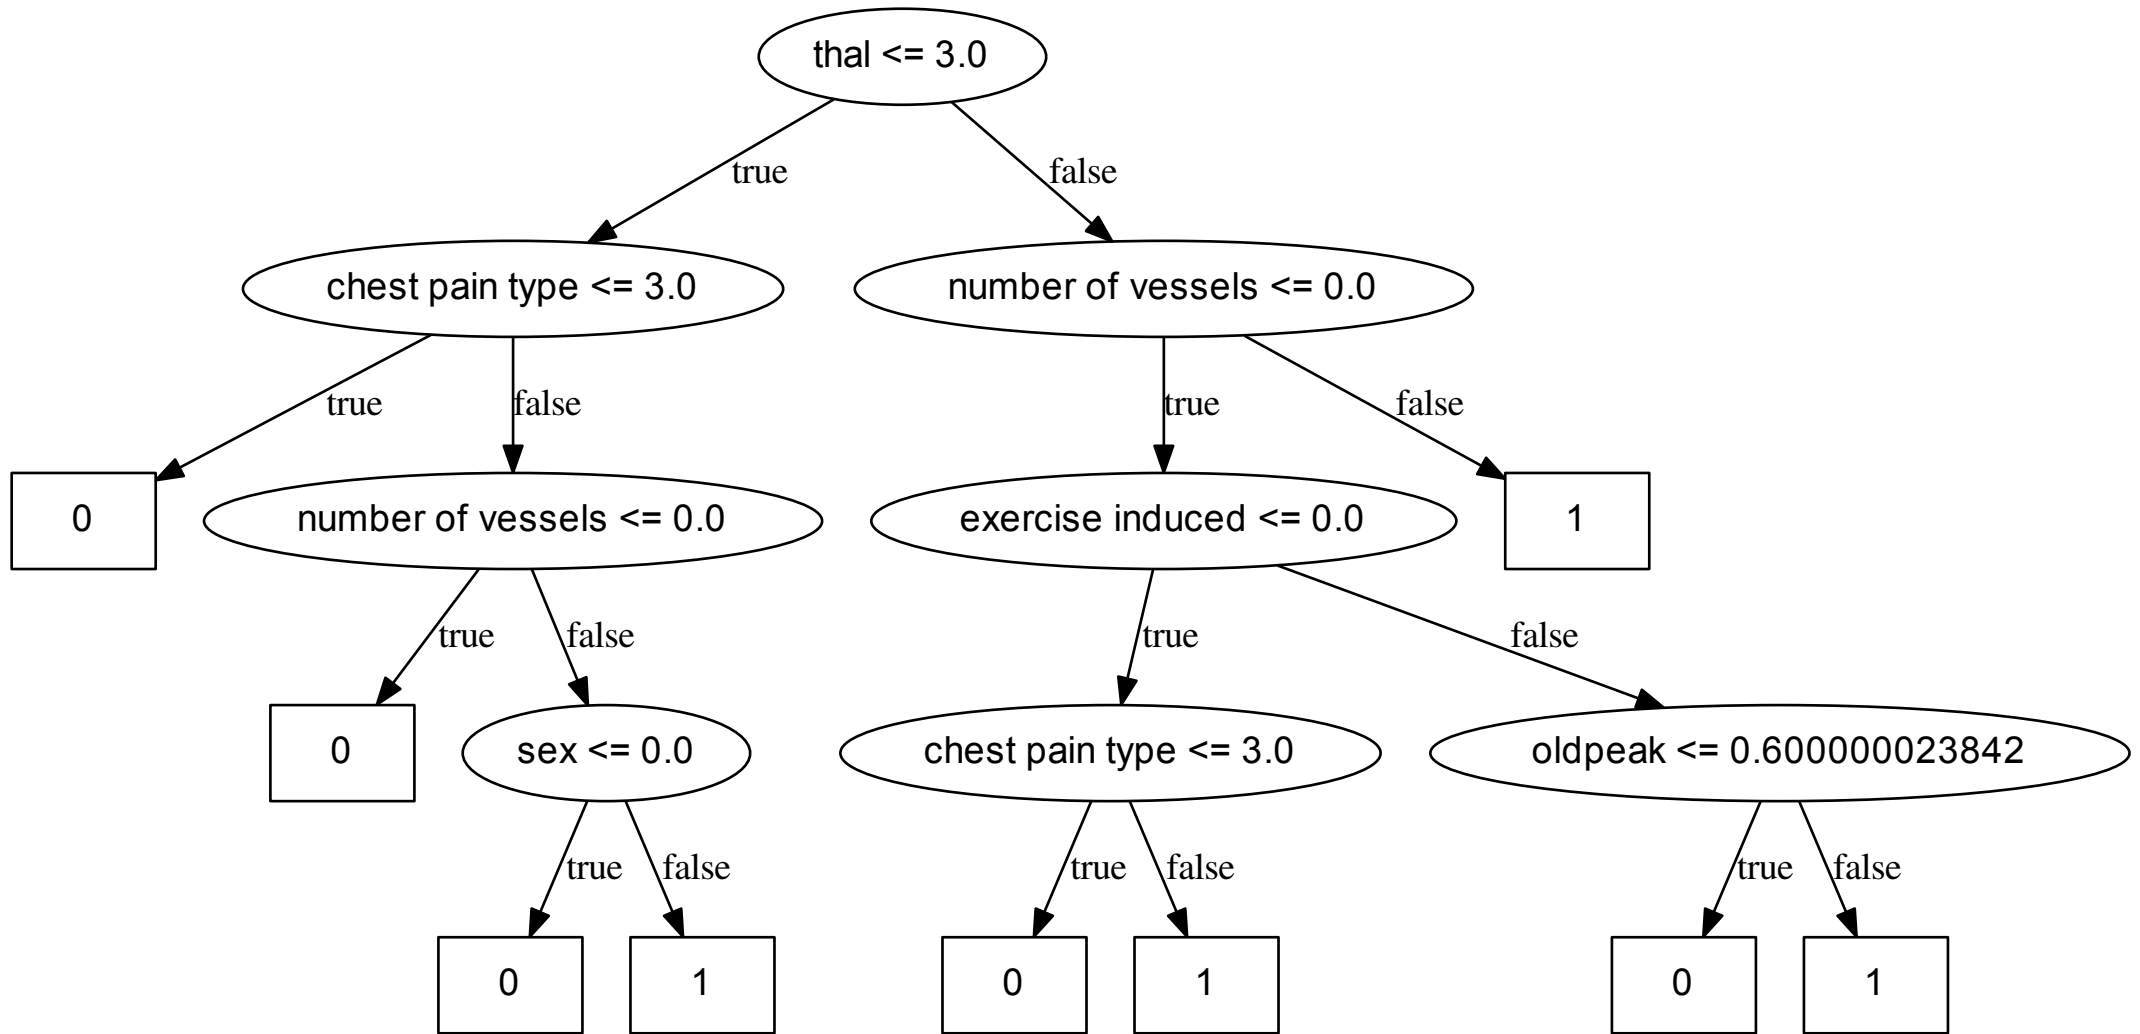 thal <= 3.0
true
false
chest pain type <= 3.0
number of vessels <= 0.0
true
false
true
false
0
number of vessels <= 0.0
exercise induced <= 0.0
1
true
false
true
false
0
sex <= 0.0
chest pain type <= 3.0
oldpeak <= 0.600000023842
true
false
true
false
true
false
0
1
0
1
0
1